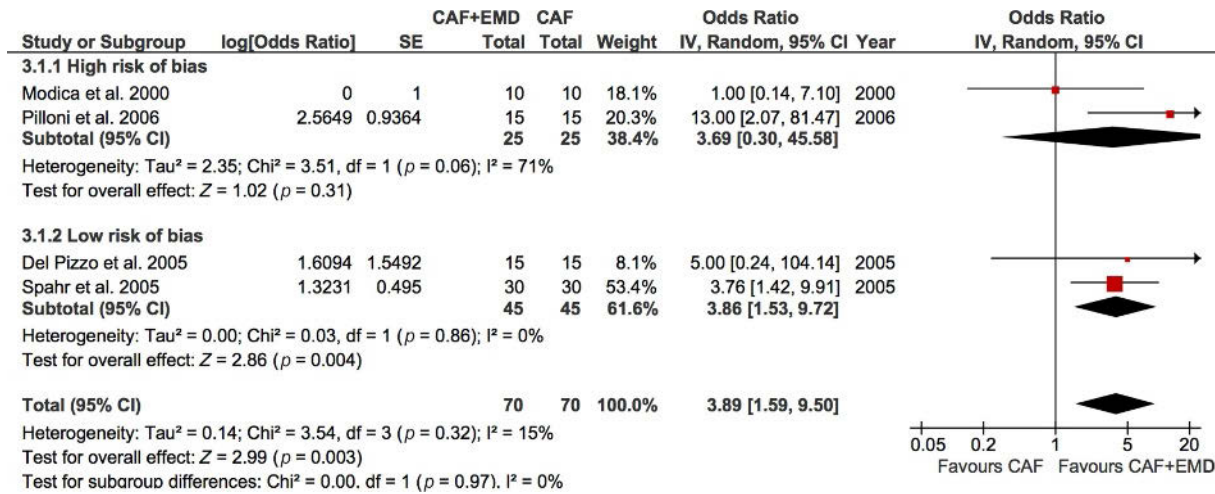 CAF+EMD CAF Odds Ratio Odds Ratio
Study or Subgroup log[Odds Ratio] SE Total Total Weight IV, Random, 95% CI Year IV, Random, 95% CI
3.1.1 High risk of bias
Modica et al. 2000 0 1 10 10 18.1% 1.00 [0.14, 7.10] 2000
Pilloni et al. 2006 2.5649 0.9364 15 15 20.3% 13.00 [2.07, 81.47] 2006
Subtotal (95% CI) 25 25 38.4% 3.69 [0.30, 45.58]
Heterogeneity: Tau² = 2.35; Chi² = 3.51, df = 1 (p = 0.06); I² = 71%
Test for overall effect: Z = 1.02 (p = 0.31)
3.1.2 Low risk of bias
Del Pizzo et al. 2005 1.6094 1.5492 15 15 8.1% 5.00 [0.24, 104.14] 2005
Spahr et al. 2005 1.3231 0.495 30 30 53.4% 3.76 [1.42, 9.91] 2005
Subtotal (95% CI) 45 45 61.6% 3.86 [1.53, 9.72]
Heterogeneity: Tau² = 0.00; Chi² = 0.03, df = 1 (p = 0.86); I² = 0%
Test for overall effect: Z = 2.86 (p = 0.004)
Total (95% CI) 70 70 100.0% 3.89 [1.59, 9.50]
Heterogeneity: Tau² = 0.14; Chi² = 3.54, df = 3 (p = 0.32); I² = 15%
Test for overall effect: Z = 2.99 (p = 0.003)
Test for subgroup differences: Chi² = 0.00. df = 1 (p = 0.97). I² = 0%
0.05 0.2 1 5 20
Favours CAF Favours CAF+EMD